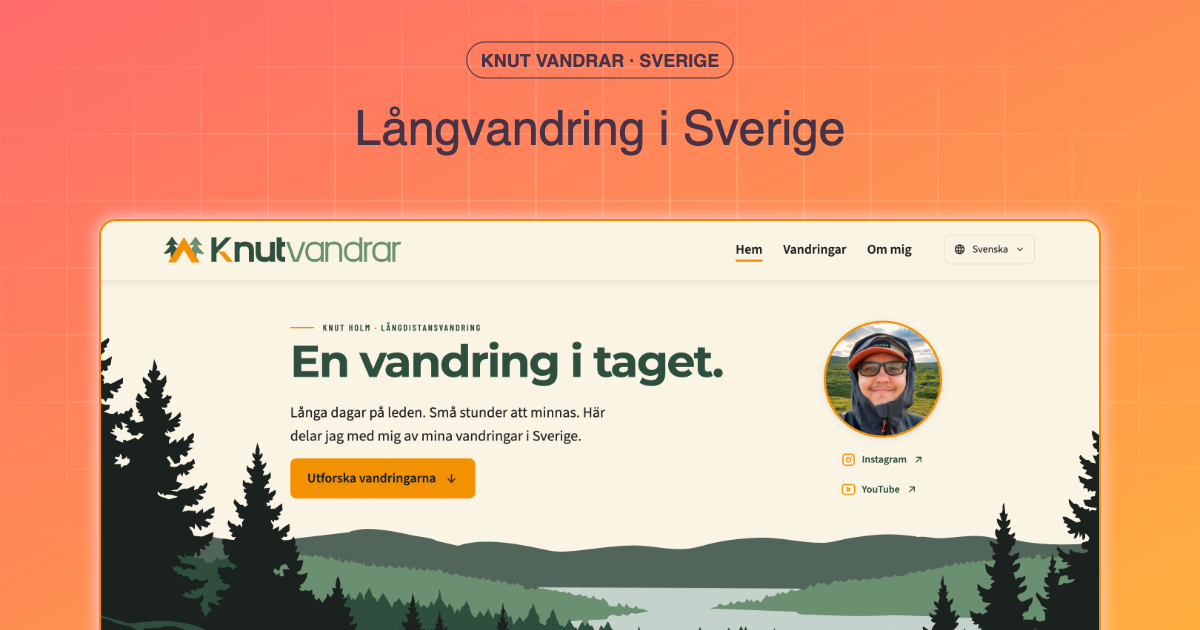 KNUT VANDRAR · SVERIGE
Långvandring i Sverige
Knutvandrar
Hem
Vandringar
Om mig
Svenska
KNUT HOLM · LÅNGDISTANSVANDRING
En vandring i taget.
Långa dagar på leden. Små stunder att minnas. Här
delar jag med mig av mina vandringar i Sverige.
Utforska vandringarna ↓
Instagram ↗
YouTube ↗